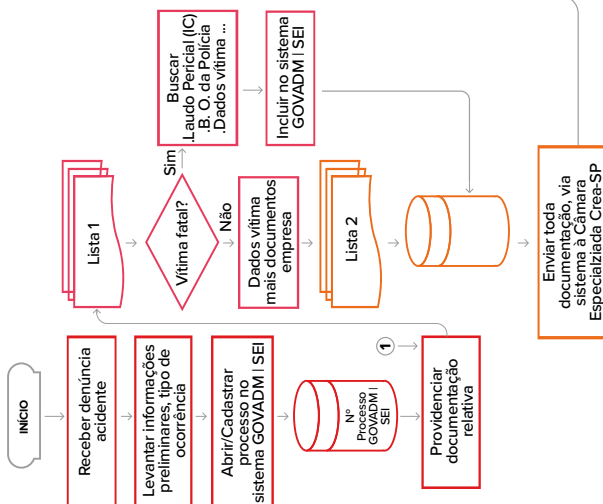 INÍCIO
Receber denúncia
acidente
Levantar informações
preliminares, tipo de
ocorrência
Abrir/Cadastrar
processo no
sistema GOVADM | SEI
Nº
Processo
GOVADM |
SEI
1
Providenciar
documentação
relativa
Lista 1
Vítima fatal?
Sim
Não
Buscar
.Laudo Pericial (IC)
.B. O. da Polícia
.Dados vítima ...
Incluir no sistema
GOVADM | SEI
Dados vítima
mais documentos
empresa
Lista 2
Enviar toda
documentação, via
sistema à Câmara
Especialziada Crea-SP